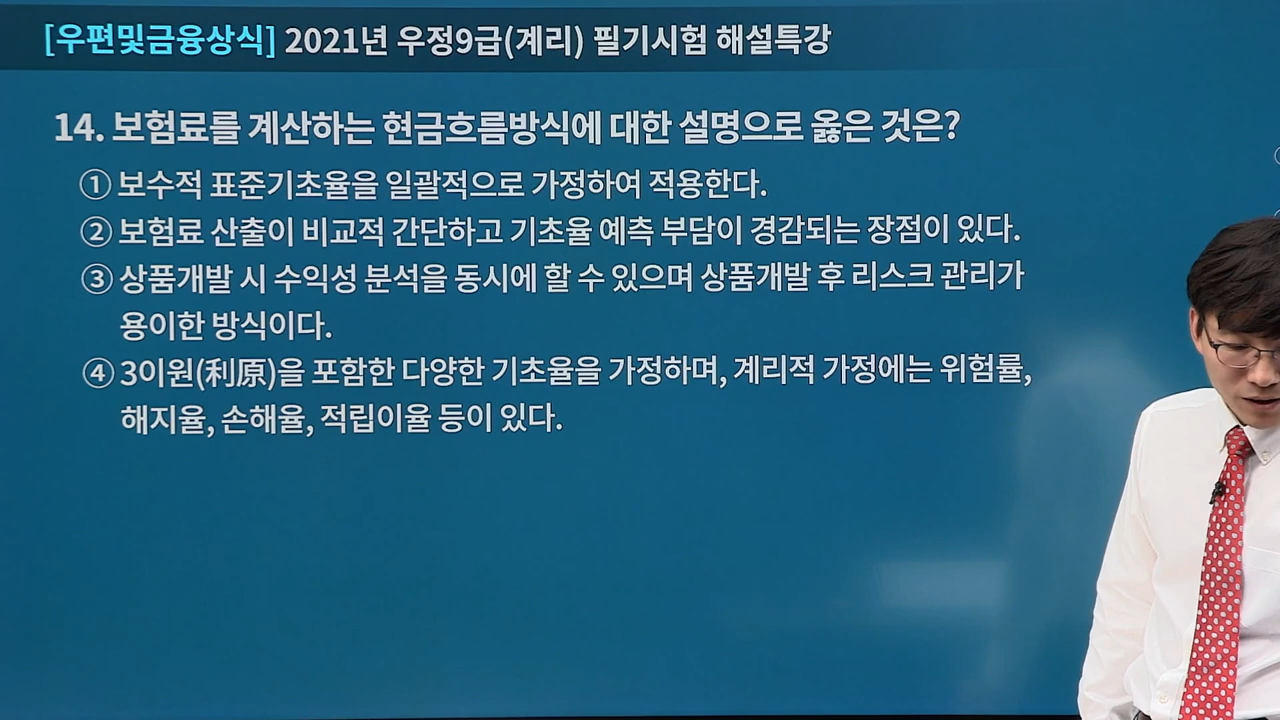 [우편및금융상식] 2021년 우정9급(계리) 필기시험 해설특강
14. 보험료를 계산하는 현금흐름방식에 대한 설명으로 옳은 것은?
① 보수적 표준기초율을 일괄적으로 가정하여 적용한다.
② 보험료 산출이 비교적 간단하고 기초율 예측 부담이 경감되는 장점이 있다.
③ 상품개발 시 수익성 분석을 동시에 할 수 있으며 상품개발 후 리스크 관리가
용이한 방식이다.
④ 3이원(利原)을 포함한 다양한 기초율을 가정하며, 계리적 가정에는 위험률,
해지율, 손해율, 적립이율 등이 있다.